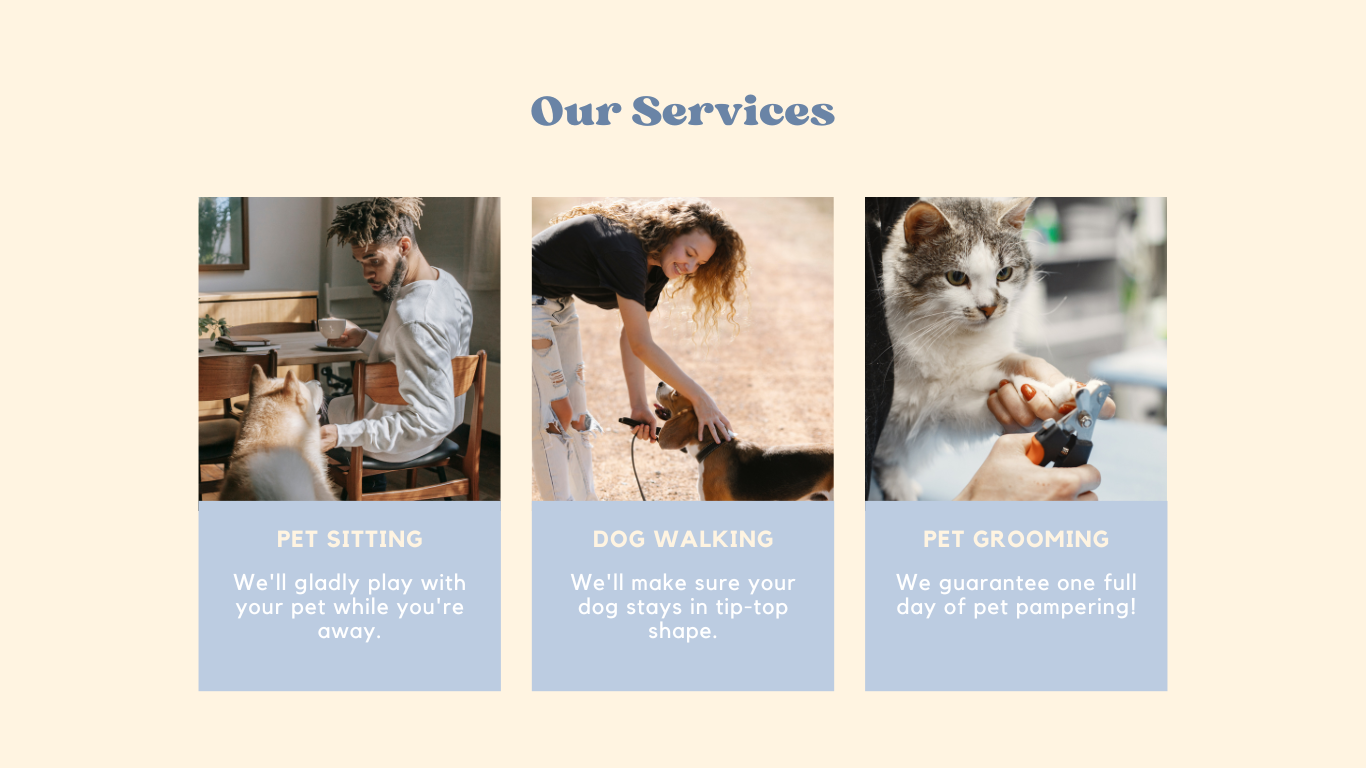 Our Services
PET SITTING
We'll gladly play with
your pet while you're
away.
DOG WALKING
We'll make sure your
dog stays in tip-top
shape.
PET GROOMING
We guarantee one full
day of pet pampering!